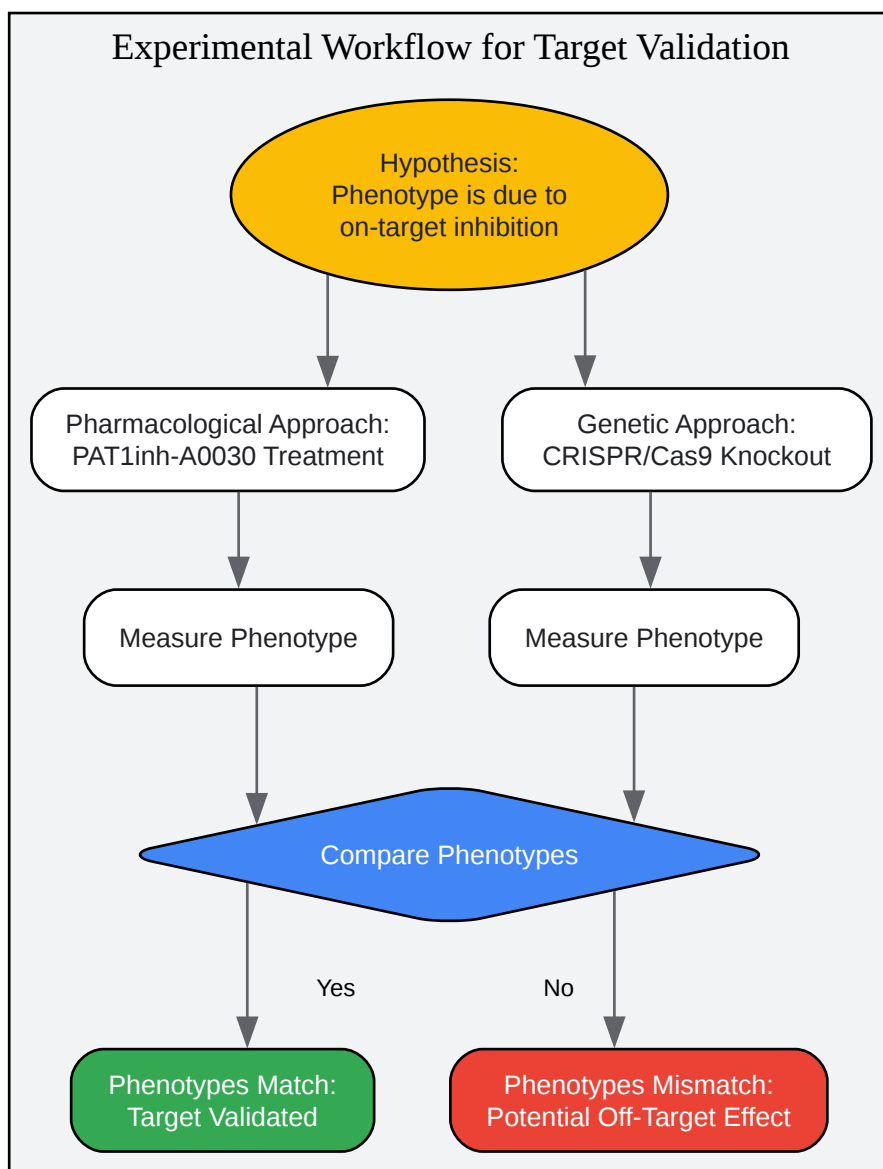 Experimental Workflow for Target Validation
Hypothesis:
Phenotype is due to
on-target inhibition
Pharmacological Approach:
PAT1inh-A0030 Treatment
Genetic Approach:
CRISPR/Cas9 Knockout
Measure Phenotype
Measure Phenotype
Compare Phenotypes
Yes
No
Phenotypes Match:
Target Validated
Phenotypes Mismatch:
Potential Off-Target Effect